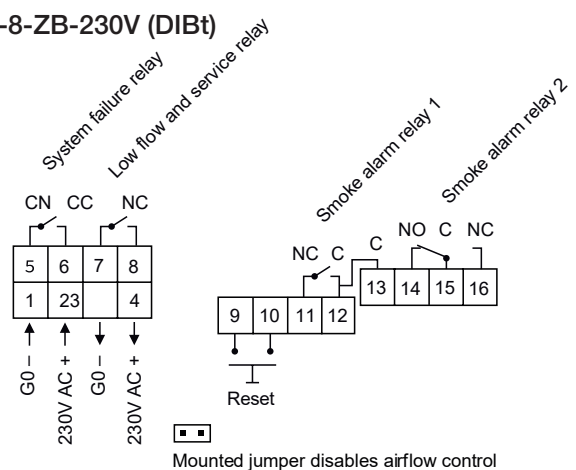 -8-ZB-230V (DIBt)
System failure relay
Low flow and service relay
Smoke alarm relay 1
Smoke alarm relay 2
CN CC NC
NC C C NO C NC
5 6 7 8
1 23 4
9 10 11 12
13 14 15 16
G0 –
230V AC +
G0 –
230V AC +
Reset
Mounted jumper disables airflow control